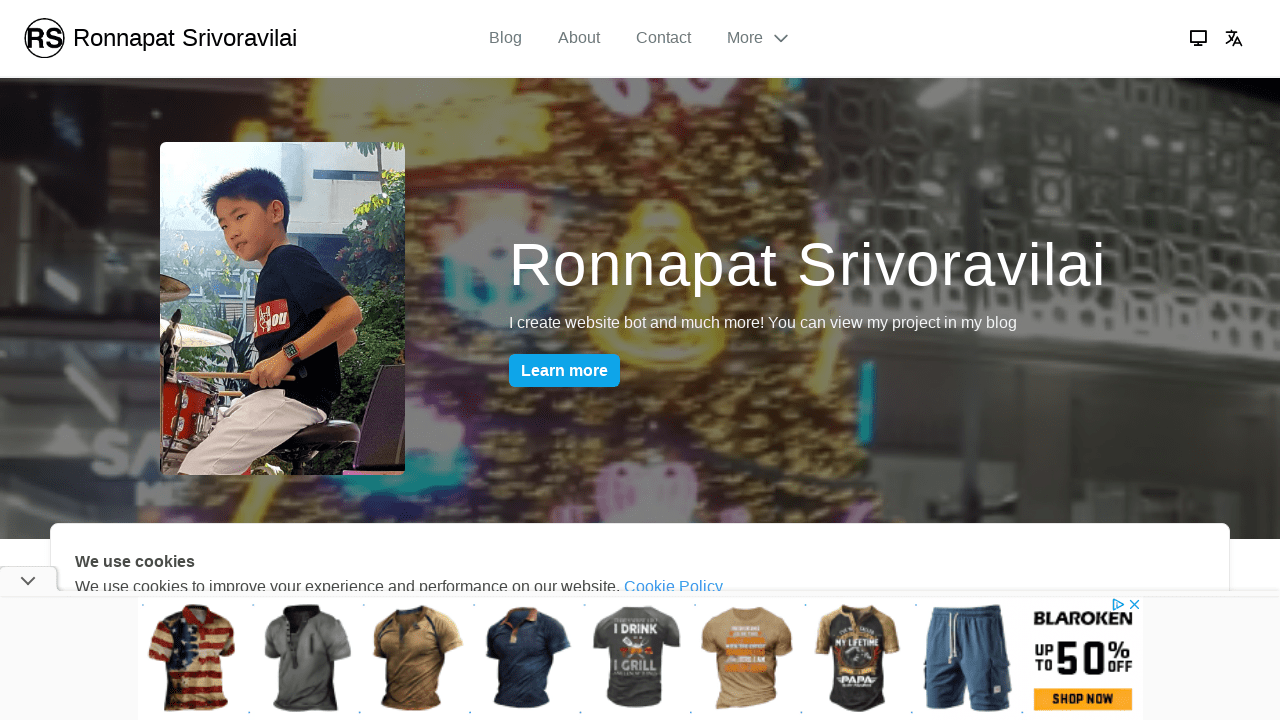 RS Ronnapat Srivoravilai
Blog
About
Contact
More
Ronnapat Srivoravilai
I create website bot and much more! You can view my project in my blog
Learn more
ou
We use cookies
We use cookies to improve your experience and performance on our website. Cookie Policy
I DRINK
I GRILL
MY LIFETIME
PAPA
BLAROKEN
UP TO 50% OFF
SHOP NOW